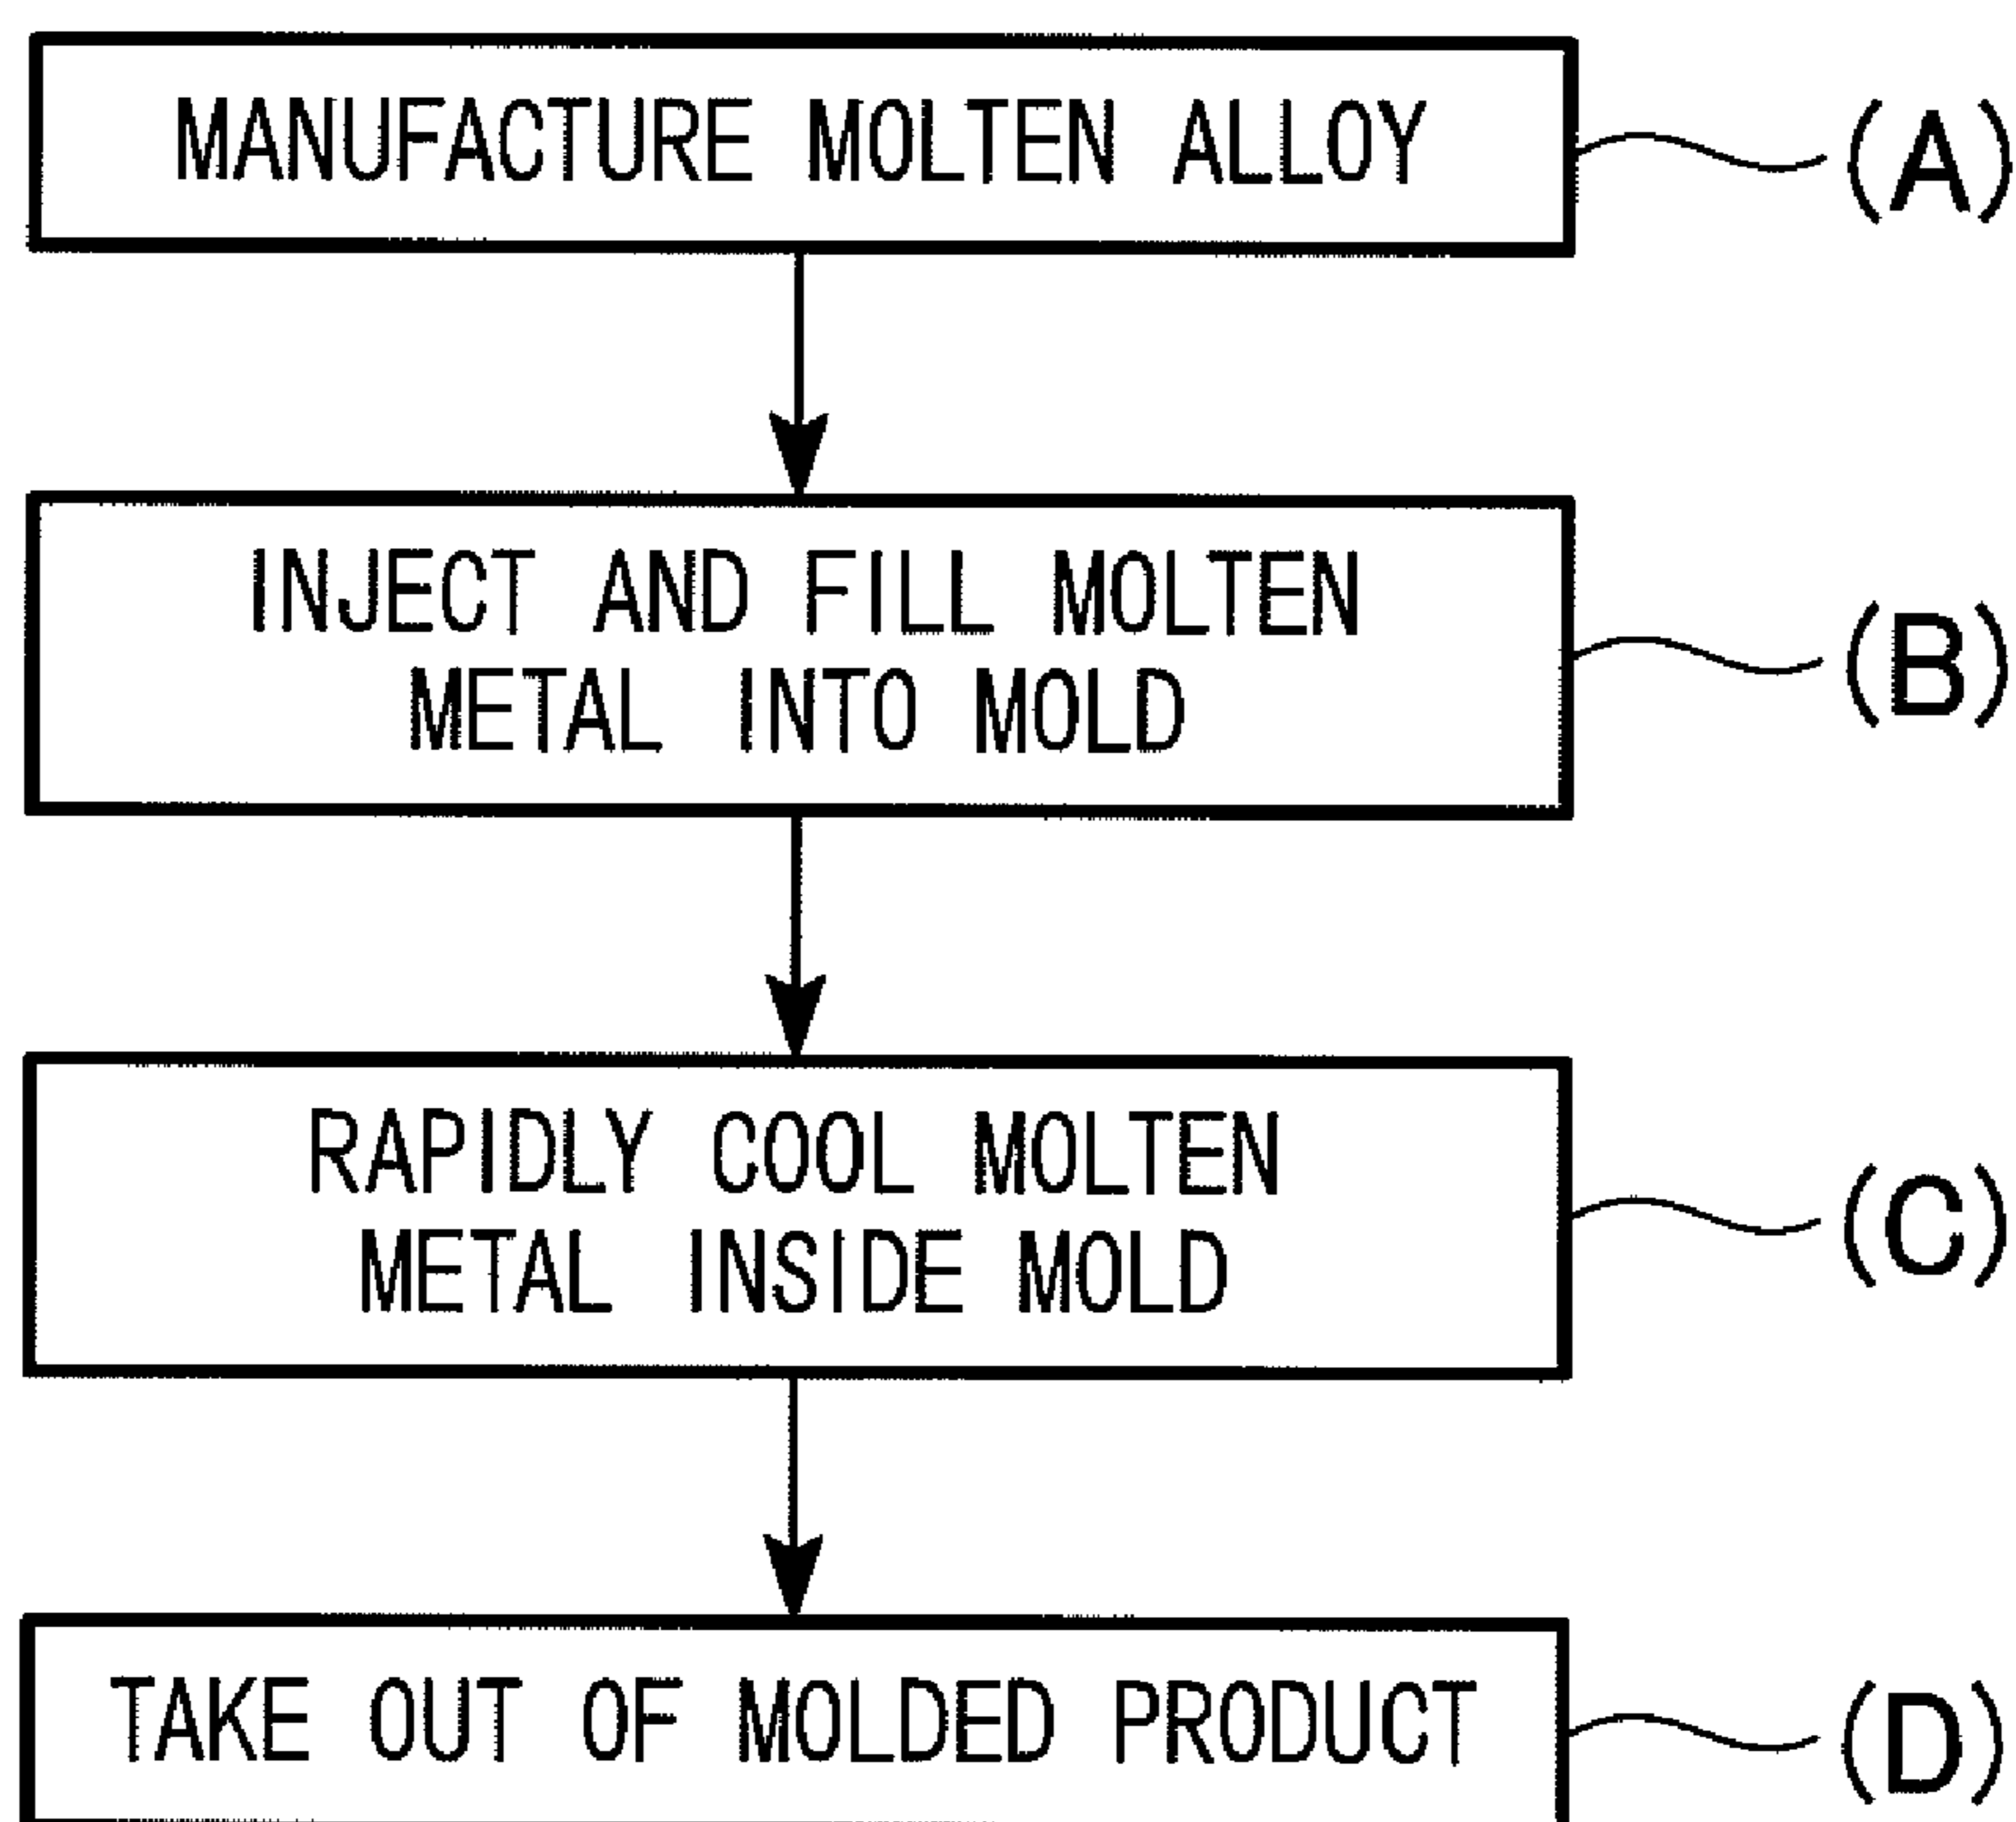 MANUFACTURE MOLTEN ALLOY
(A)
INJECT AND FILL MOLTEN
METAL INTO MOLD
(B)
RAPIDLY COOL MOLTEN
METAL INSIDE MOLD
(C)
TAKE OUT OF MOLDED PRODUCT
(D)